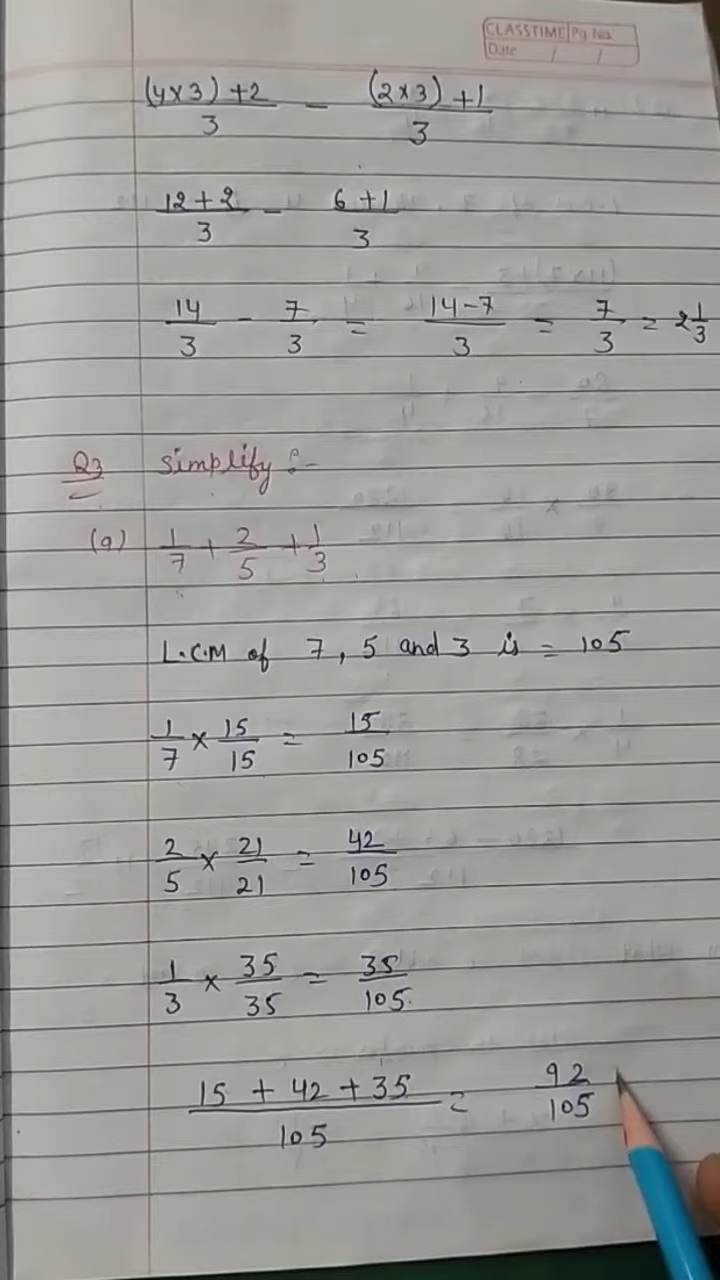 CLASSTIME Pg No.
Date / /
(4×3)+2/3 − (2×3)+1/3
12+2/3 − 6+1/3
14/3 − 7/3 = 14−7/3 = 7/3 = 2 1/3
Q3 Simplify :-
(a) 1/7 + 2/5 + 1/3
L.C.M of 7, 5 and 3 is = 105
1/7 × 15/15 = 15/105
2/5 × 21/21 = 42/105
1/3 × 35/35 = 35/105.
15 + 42 + 35/105 = 92/105